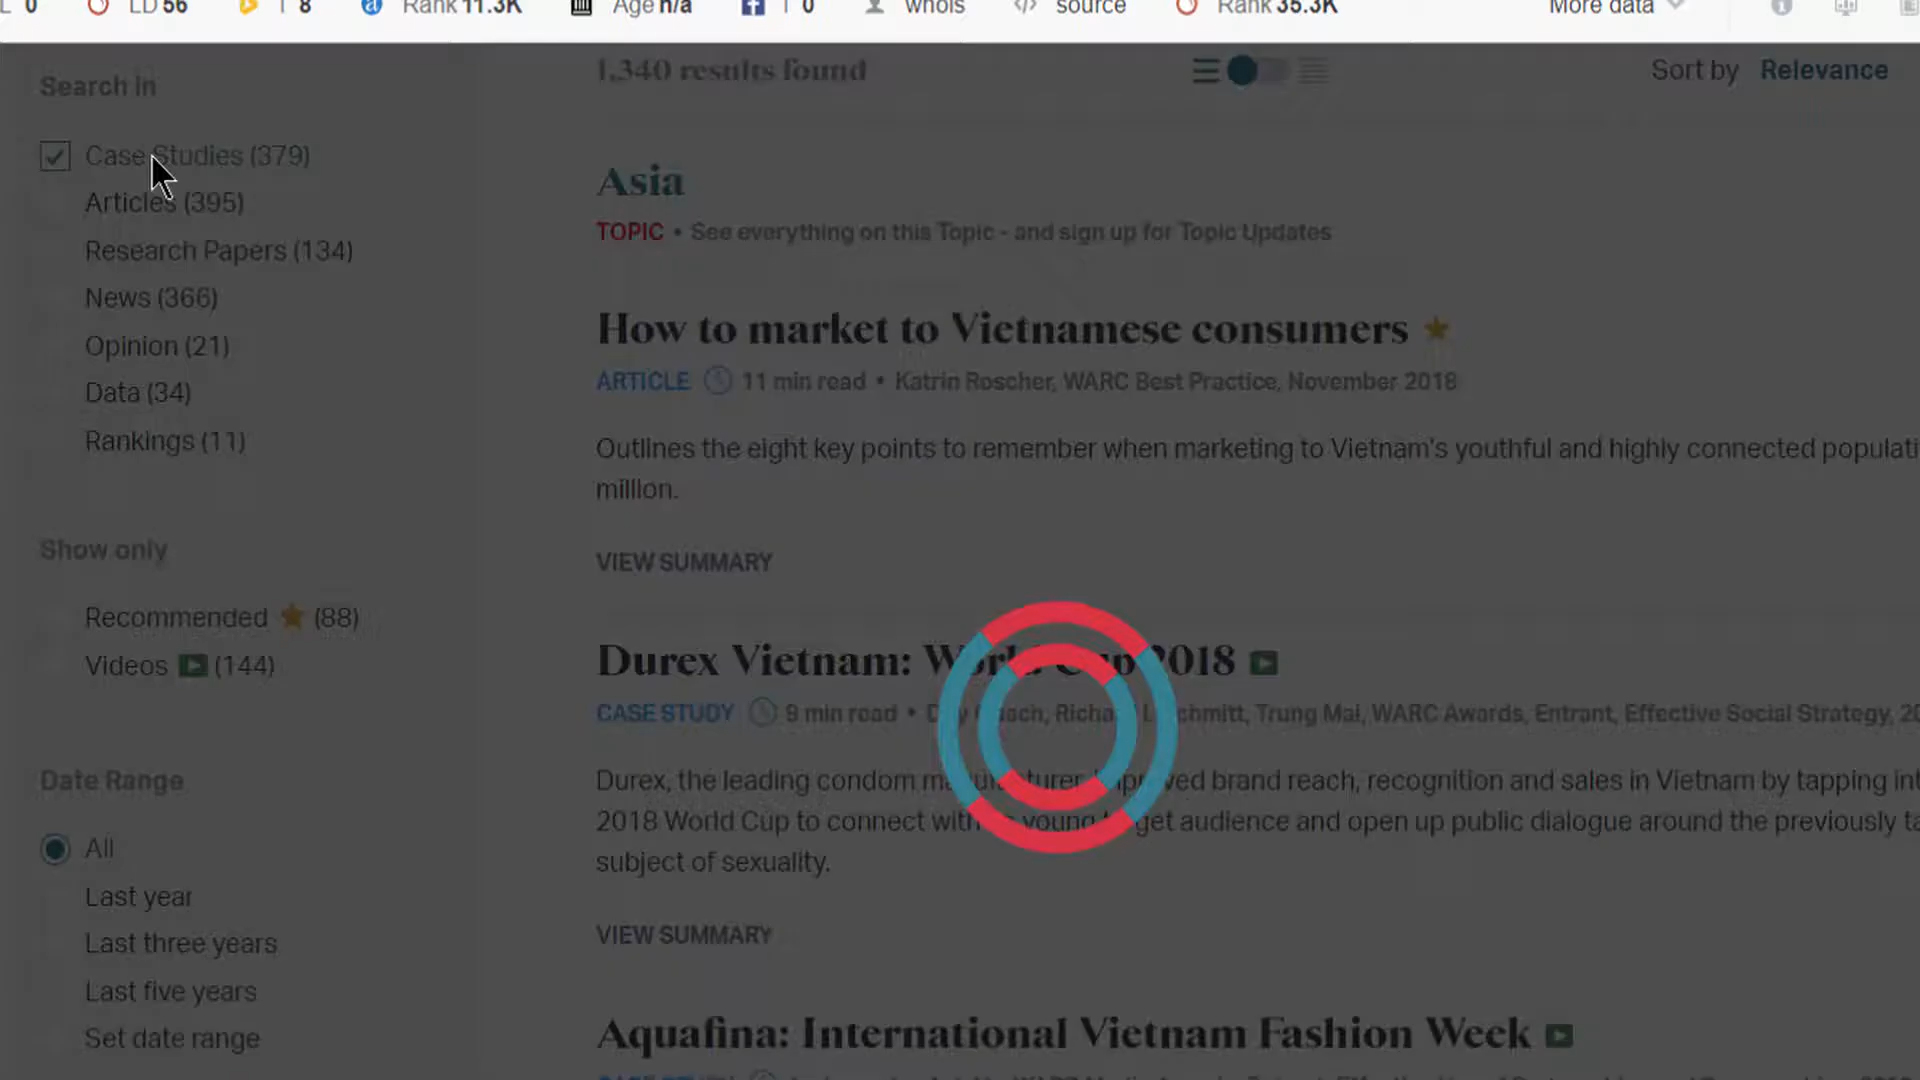 0 LD 56 I 8 Rank 11.3K Age n/a I 0 whois source Rank 35.3K More data
Search in
Case Studies (379)
Articles (395)
Research Papers (134)
News (366)
Opinion (21)
Data (34)
Rankings (11)
Show only
Recommended (88)
Videos (144)
Date Range
All
Last year
Last three years
Last five years
Set date range
1,340 results found
Sort by Relevance
Asia
TOPIC • See everything on this Topic - and sign up for Topic Updates
How to market to Vietnamese consumers
ARTICLE 11 min read • Katrin Roscher, WARC Best Practice, November 2018
Outlines the eight key points to remember when marketing to Vietnam's youthful and highly connected populati
million.
VIEW SUMMARY
Durex Vietnam: World Cup 2018
CASE STUDY 9 min read • Trung Mai, WARC Awards, Entrant, Effective Social Strategy, 20
Durex, the leading condom manufacturer, improved brand reach, recognition and sales in Vietnam by tapping int
2018 World Cup to connect with young target audience and open up public dialogue around the previously ta
subject of sexuality.
VIEW SUMMARY
Aquafina: International Vietnam Fashion Week